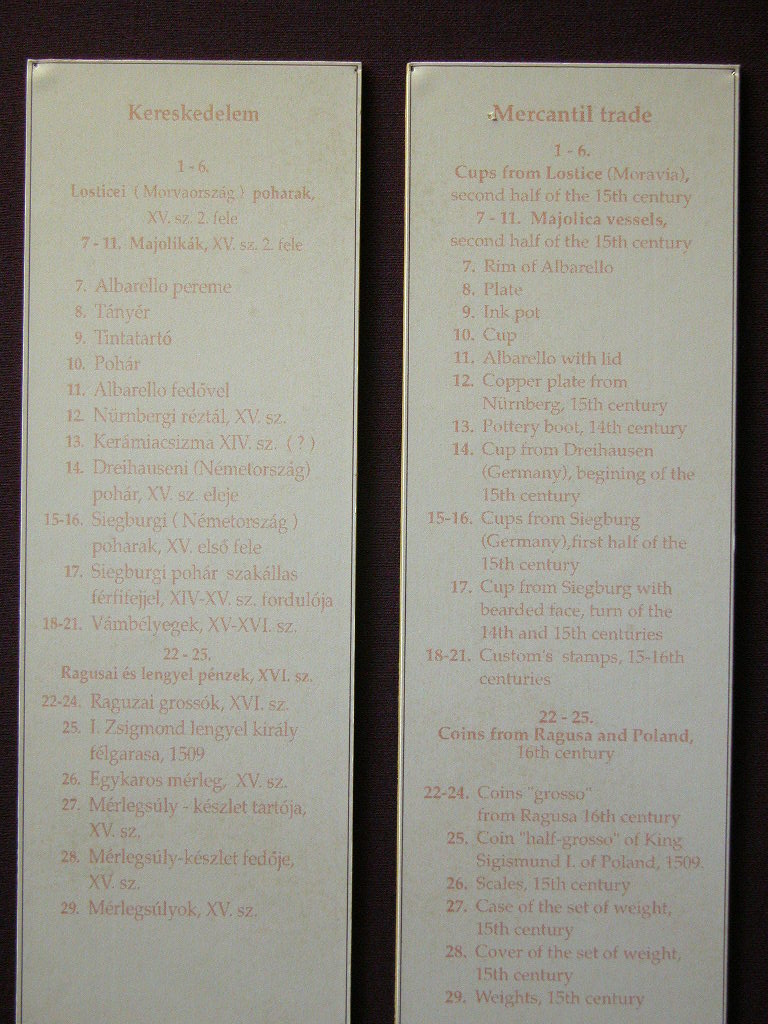 Kereskedelem
1 - 6.
Losticei ( Morvaország ) poharak,
XV. sz. 2. fele
7 - 11. Majolikák, XV. sz. 2. fele
7. Albarello pereme
8. Tányér
9. Tintatartó
10. Pohár
11. Albarello fedővel
12. Nürnbergi réztál, XV. sz.
13. Kerámiacsizma XIV. sz. ( ? )
14. Dreihauseni (Németország)
pohár, XV. sz. eleje
15-16. Siegburgi ( Németország )
poharak, XV. első fele
17. Siegburgi pohár szakállas
férfifejjel, XIV-XV. sz. fordulója
18-21. Vámbélyegek, XV-XVI. sz.
22 - 25.
Ragusai és lengyel pénzek, XVI. sz.
22-24. Raguzai grossók, XVI. sz.
25. I. Zsigmond lengyel király
félgarasa, 1509
26. Egykaros mérleg, XV. sz.
27. Mérlegsúly - készlet tartója,
XV. sz.
28. Mérlegsúly-készlet fedője,
XV. sz.
29. Mérlegsúlyok, XV. sz.
Mercantil trade
1 - 6.
Cups from Lostice (Moravia),
second half of the 15th century
7 - 11. Majolica vessels,
second half of the 15th century
7. Rim of Albarello
8. Plate
9. Ink pot
10. Cup
11. Albarello with lid
12. Copper plate from
Nürnberg, 15th century
13. Pottery boot, 14th century
14. Cup from Dreihausen
(Germany), begining of the
15th century
15-16. Cups from Siegburg
(Germany),first half of the
15th century
17. Cup from Siegburg with
bearded face, turn of the
14th and 15th centuries
18-21. Custom's stamps, 15-16th
centuries
22 - 25.
Coins from Ragusa and Poland,
16th century
22-24. Coins "grosso"
from Ragusa 16th century
25. Coin "half-grosso" of King
Sigismund I. of Poland, 1509.
26. Scales, 15th century
27. Case of the set of weight,
15th century
28. Cover of the set of weight,
15th century
29. Weights, 15th century